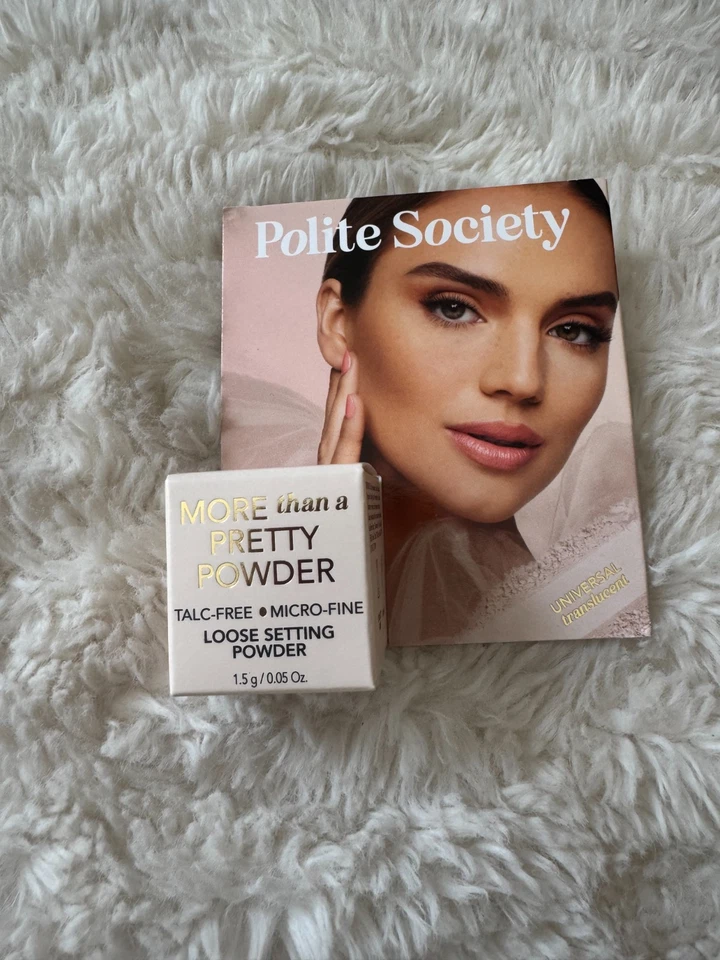 Polite Society
MORE than a
PRETTY
POWDER
TALC-FREE • MICRO-FINE
LOOSE SETTING
POWDER
1.5 g / 0.05 Oz.
UNIVERSAL
translucent